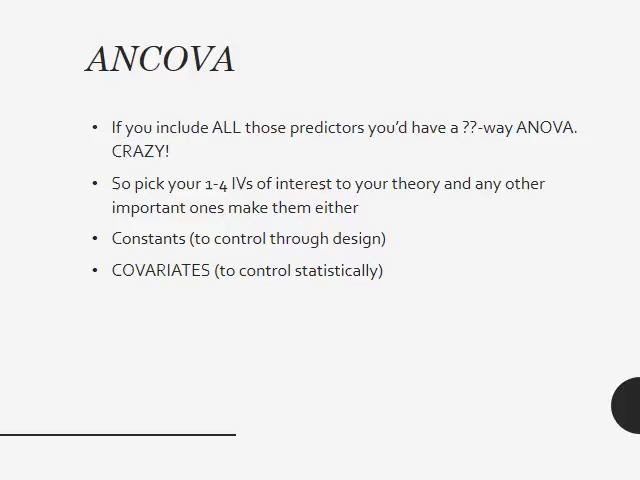 ANCOVA
• If you include ALL those predictors you’d have a ??-way ANOVA.
CRAZY!
• So pick your 1-4 IVs of interest to your theory and any other
important ones make them either
• Constants (to control through design)
• COVARIATES (to control statistically)